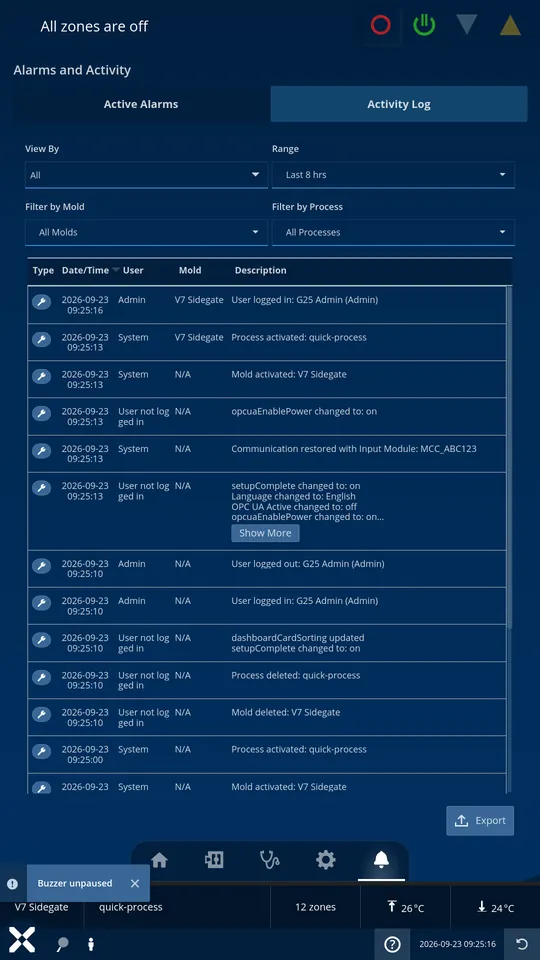 All zones are off
Alarms and Activity
Active Alarms
Activity Log
View By
Range
All
Last 8 hrs
Filter by Mold
Filter by Process
All Molds
All Processes
Type Date/Time User Mold Description
2026-09-23 Admin V7 Sidegate User logged in: G25 Admin (Admin)
09:25:16
2026-09-23 System V7 Sidegate Process activated: quick-process
09:25:13
2026-09-23 System N/A Mold activated: V7 Sidegate
09:25:13
2026-09-23 User not log N/A opcuaEnablePower changed to: on
09:25:13 ged in
2026-09-23 System N/A Communication restored with Input Module: MCC_ABC123
09:25:13
2026-09-23 User not log N/A setupComplete changed to: on
09:25:13 ged in Language changed to: English
OPC UA Active changed to: off
opcuaEnablePower changed to: on...
Show More
2026-09-23 Admin N/A User logged out: G25 Admin (Admin)
09:25:10
2026-09-23 Admin N/A User logged in: G25 Admin (Admin)
09:25:10
2026-09-23 User not log N/A dashboardCardSorting updated
09:25:10 ged in setupComplete changed to: on
2026-09-23 User not log N/A Process deleted: quick-process
09:25:10 ged in
2026-09-23 User not log N/A Mold deleted: V7 Sidegate
09:25:10 ged in
2026-09-23 System N/A Process activated: quick-process
09:25:00
2026-09-23 System N/A Mold activated: V7 Sidegate
Export
Buzzer unpaused
V7 Sidegate quick-process 12 zones 26°C 24°C
2026-09-23 09:25:16